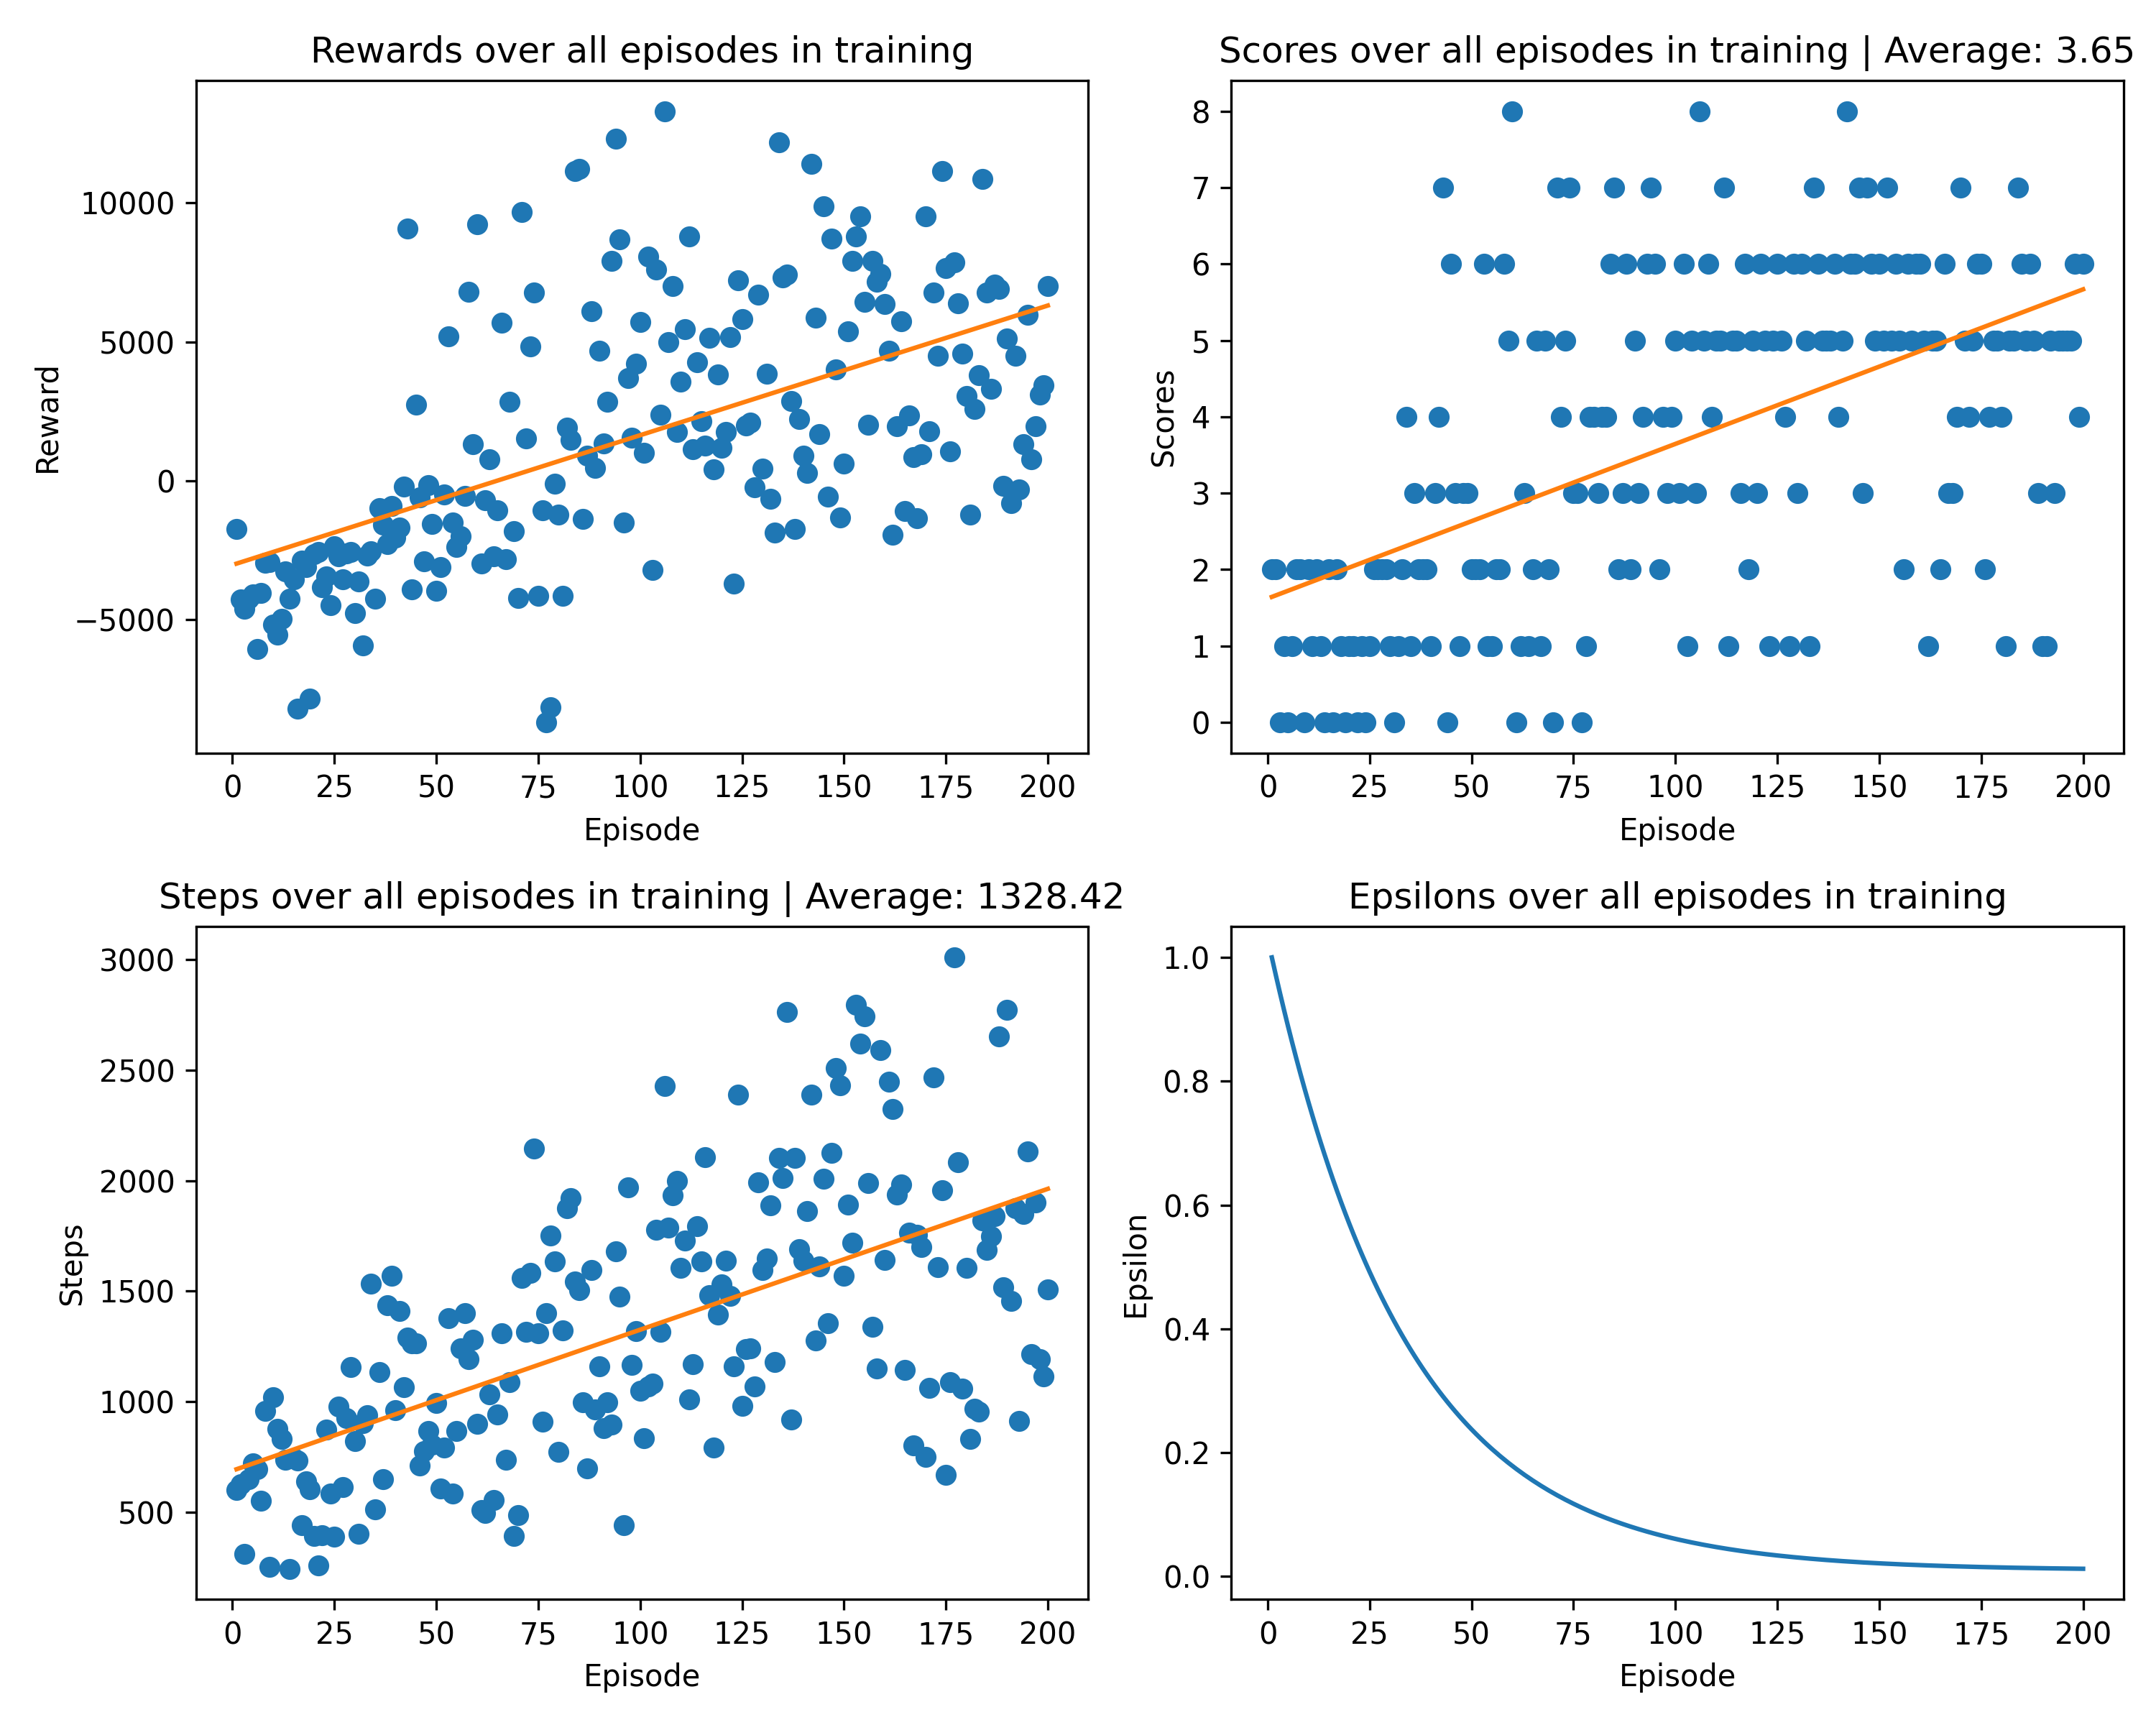 Rewards over all episodes in training
Scores over all episodes in training | Average: 3.65
10000
5000
0
−5000
Reward
0 25 50 75 100 125 150 175 200
Episode
8
7
6
5
4
3
2
1
0
Scores
0 25 50 75 100 125 150 175 200
Episode
Steps over all episodes in training | Average: 1328.42
Epsilons over all episodes in training
3000
2500
2000
1500
1000
500
Steps
0 25 50 75 100 125 150 175 200
Episode
1.0
0.8
0.6
0.4
0.2
0.0
Epsilon
0 25 50 75 100 125 150 175 200
Episode